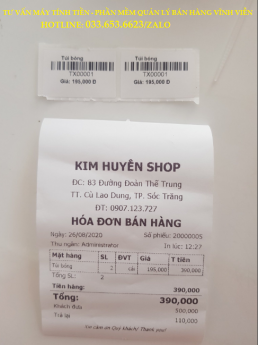 TƯ VẤN MÁY TÍNH TIỀN - PHẦN MỀM QUẢN LÝ BÁN HÀNG VĨNH VIỄN
HOTLINE: 033.653.6623/ZALO
Túi bóng
TX00001
Giá: 195,000 Đ
Túi bóng
TX00001
Giá: 195,000 Đ
KIM HUYÊN SHOP
ĐC: B3 Đường Đoàn Thế Trung
TT. Cù Lao Dung, TP. Sóc Trăng
ĐT: 0907.123.727
HÓA ĐƠN BÁN HÀNG
Ngày: 26/08/2020 Số phiếu: 20000005
Thu ngân: Administrator In lúc: 12:27
Mặt hàng SL ĐVT Giá T tiền
Túi bóng 2 cái 195,000 390,000
Tổng SL: 2
Tiền hàng: 390,000
Tổng: 390,000
Khách đưa 500,000
Trả lại 110,000
Xin cảm ơn Quý khách/ Thank you!